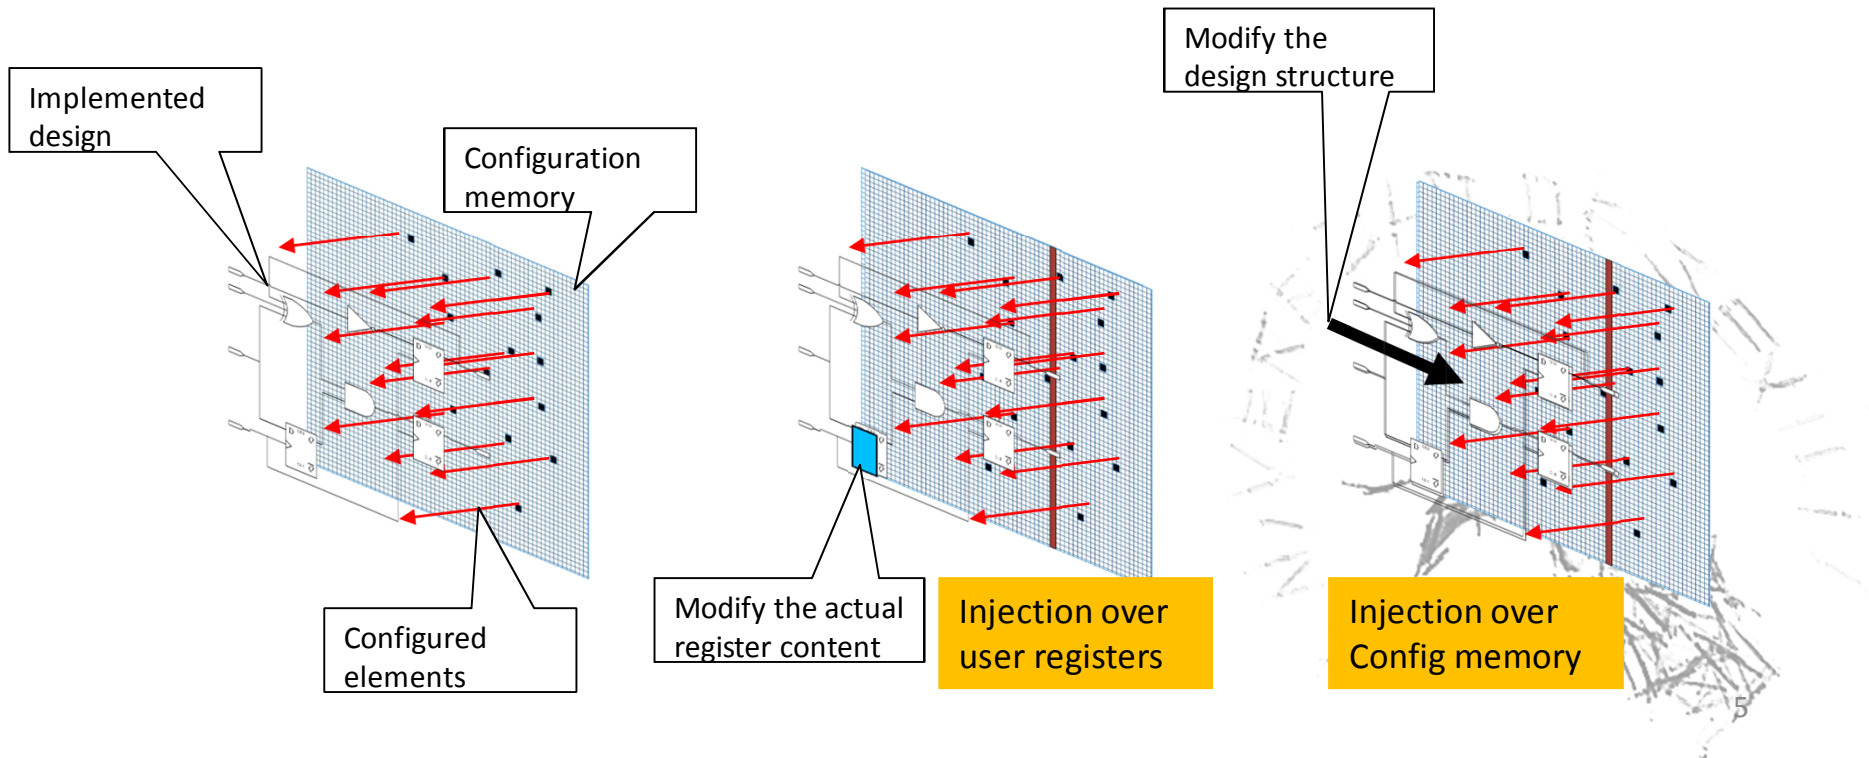 Implemented
design
Configuration
memory
Configured
elements
Modify the actual
register content
Injection over
user registers
Modify the
design structure
Injection over
Config memory
5